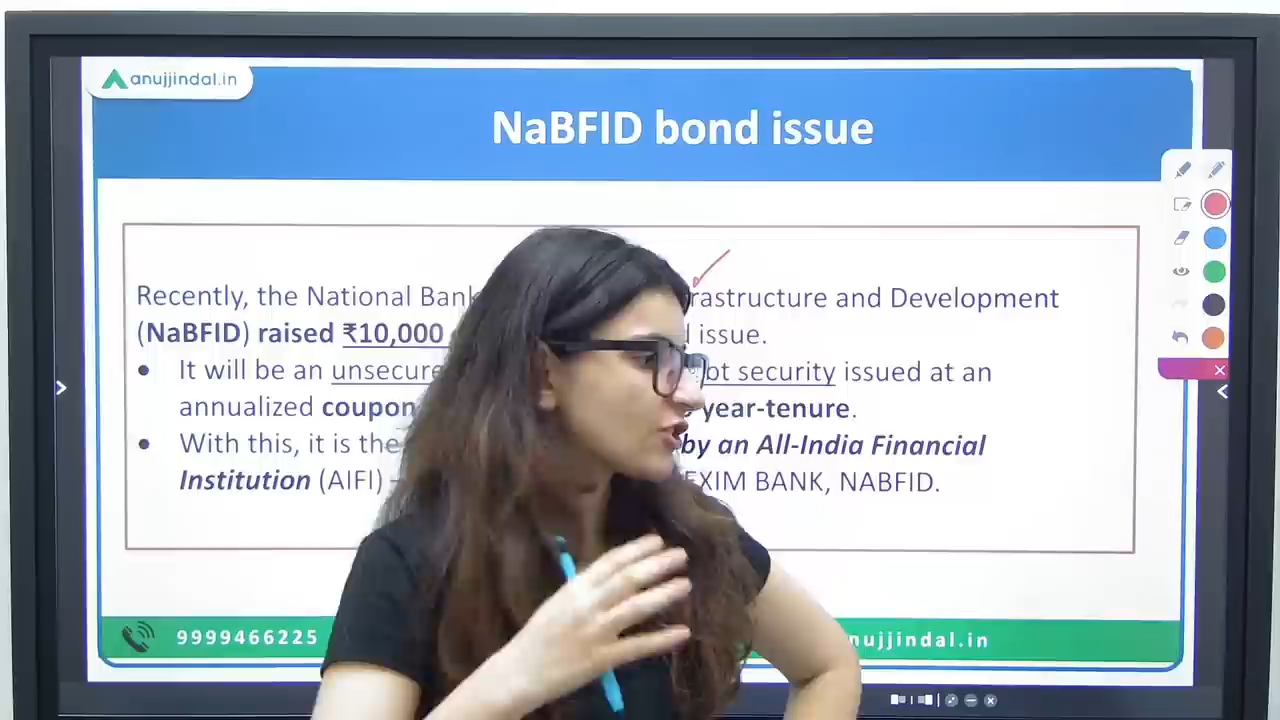 anujjindal.in
NaBFID bond issue
Recently, the National Bank rastructure and Development
(NaBFID) raised ₹10,000 issue.
• It will be an unsecure bt security issued at an
annualized coupon year-tenure.
• With this, it is the by an All-India Financial
Institution (AIFI) – EXIM BANK, NABFID.
9999466225 nujjindal.in